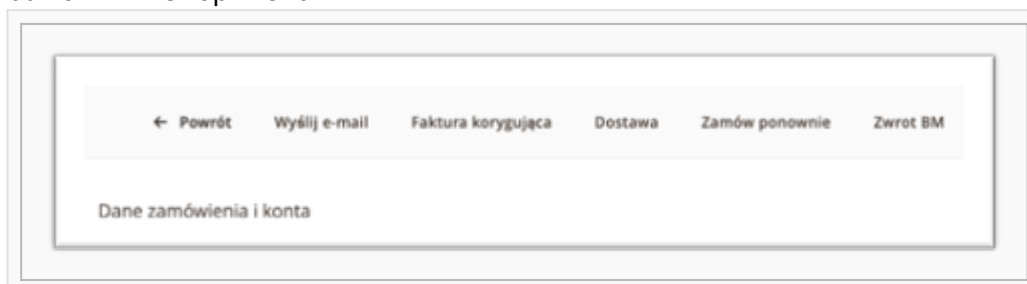 ← Powrót Wyślij e-mail Faktura korygująca Dostawa Zamów ponownie Zwrot BM
Dane zamówienia i konta